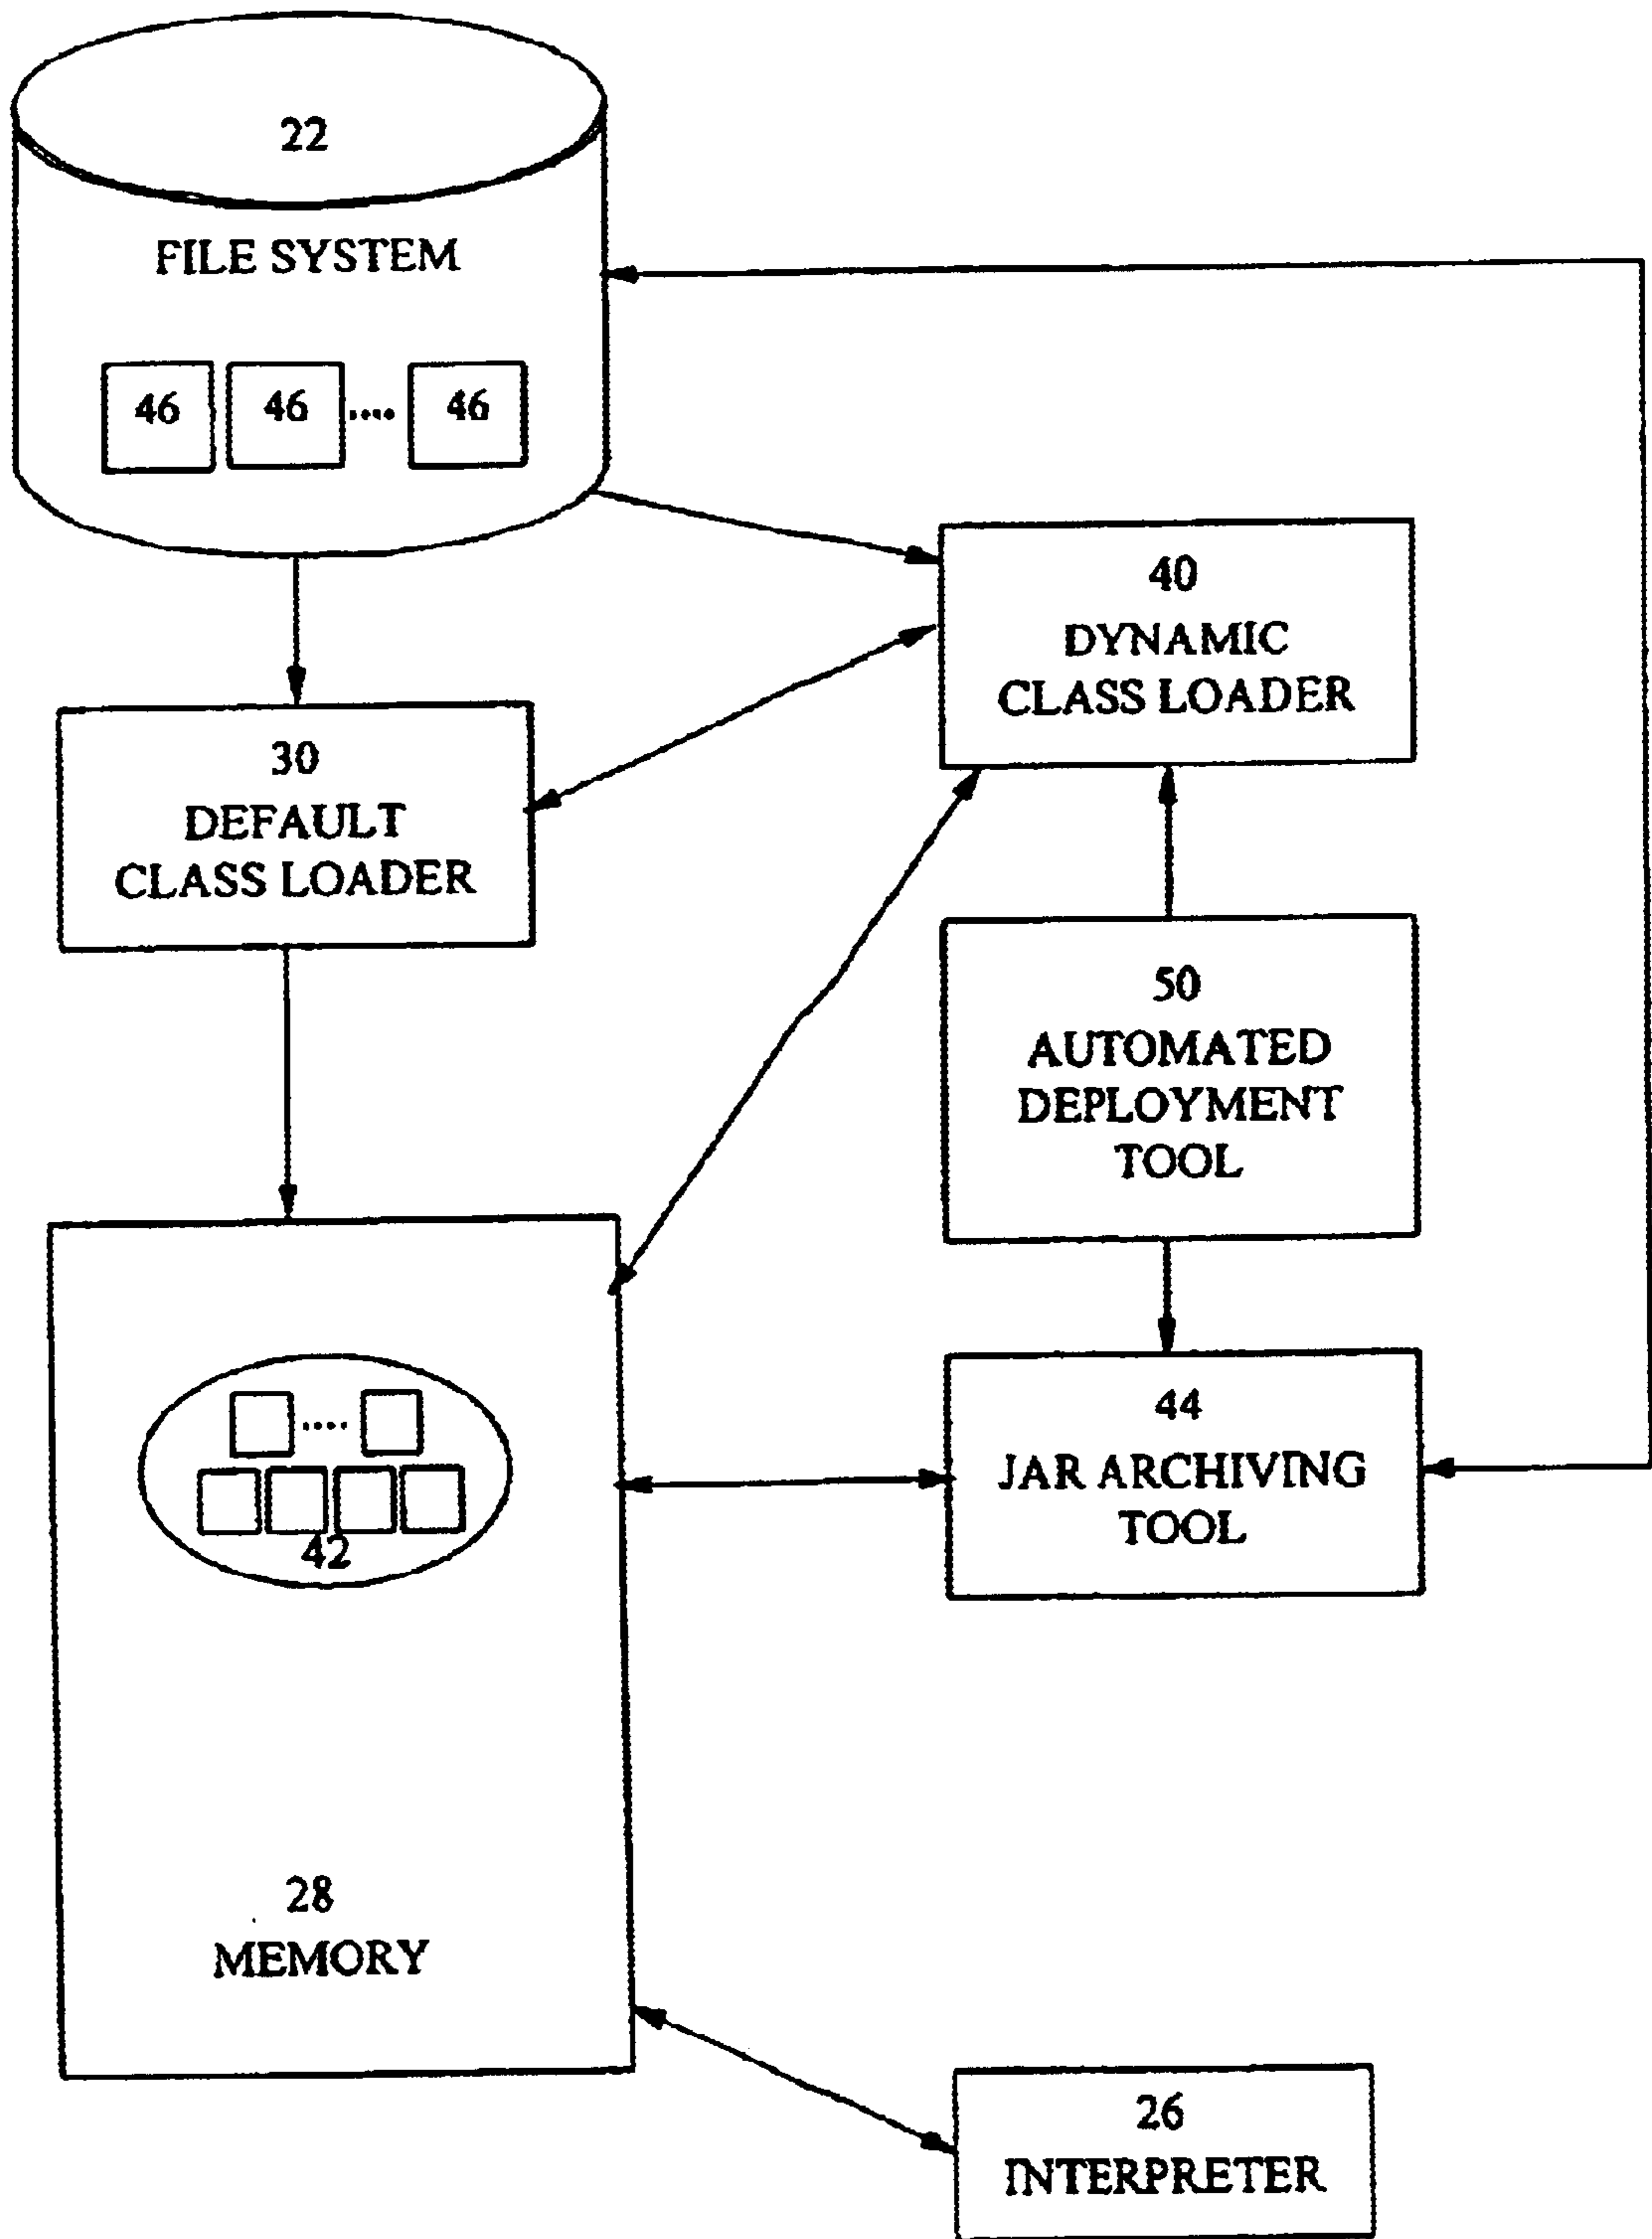 22
FILE SYSTEM
46 46 .... 46
40
DYNAMIC
CLASS LOADER
30
DEFAULT
CLASS LOADER
50
AUTOMATED
DEPLOYMENT
TOOL
44
JAR ARCHIVING
TOOL
....
42
28
MEMORY
26
INTERPRETER